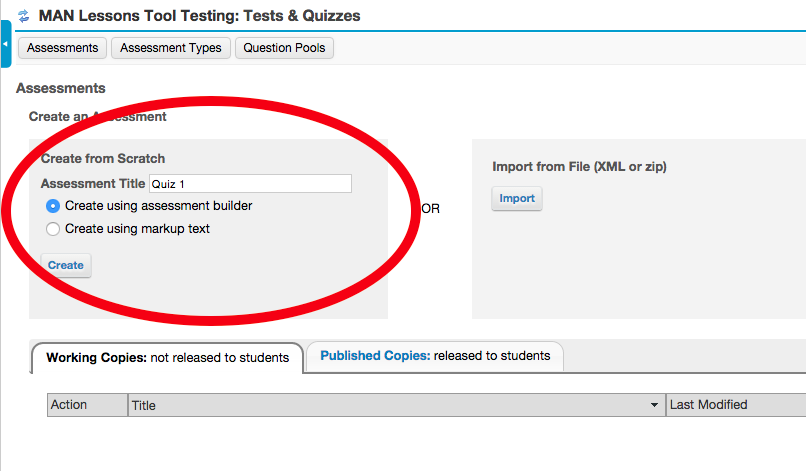 MAN Lessons Tool Testing: Tests & Quizzes
Assessments Assessment Types Question Pools
Assessments
Create an Assessment
Create from Scratch
Assessment Title Quiz 1
Create using assessment builder
Create using markup text
Create
OR
Import from File (XML or zip)
Import
Working Copies: not released to students
Published Copies: released to students
Action Title Last Modified